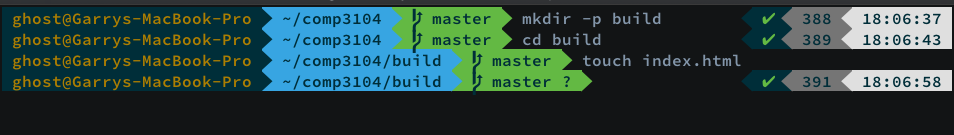 ghost@Garrys-MacBook-Pro ~/comp3104 master mkdir -p build ✔ 388 18:06:37
ghost@Garrys-MacBook-Pro ~/comp3104 master cd build ✔ 389 18:06:43
ghost@Garrys-MacBook-Pro ~/comp3104/build master touch index.html
ghost@Garrys-MacBook-Pro ~/comp3104/build master ? ✔ 391 18:06:58